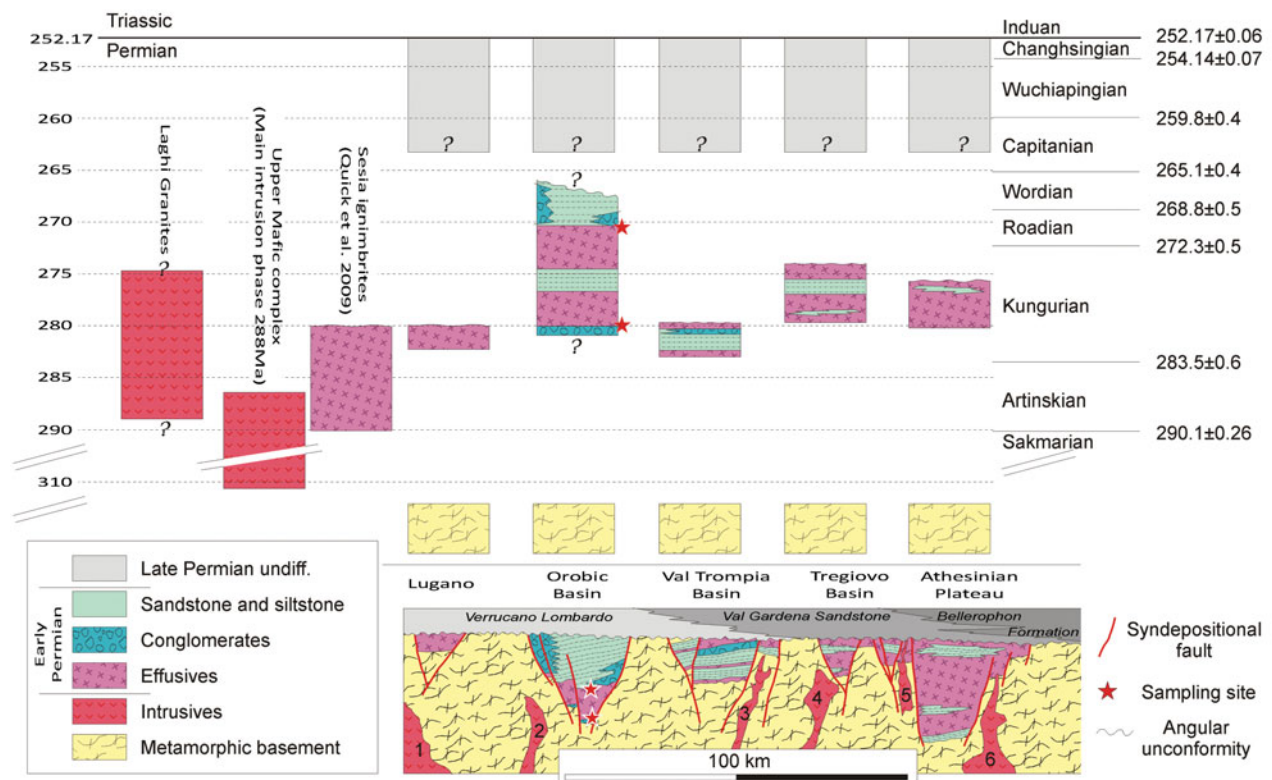 Triassic
252.17
Permian
255
260
265
270
275
280
285
290
310
Laghi Granites
Upper Mafic complex
(Main intrusion phase 288Ma)
Sesia ignimbrites
(Quick et al. 2009)
?
?
?
?
?
?
?
?
?
Induan
252.17±0.06
Changhsingian
254.14±0.07
Wuchiapingian
259.8±0.4
Capitanian
265.1±0.4
Wordian
268.8±0.5
Roadian
272.3±0.5
Kungurian
283.5±0.6
Artinskian
290.1±0.26
Sakmarian
Early
Permian
Late Permian undiff.
Sandstone and siltstone
Conglomerates
Effusives
Intrusives
Metamorphic basement
Lugano
Orobic
Basin
Val Trompia
Basin
Tregiovo
Basin
Athesinian
Plateau
Verrucano Lombardo
Val Gardena Sandstone
Bellerophon
Formation
1
2
3
4
5
6
100 km
Syndepositional
fault
Sampling site
Angular
unconformity